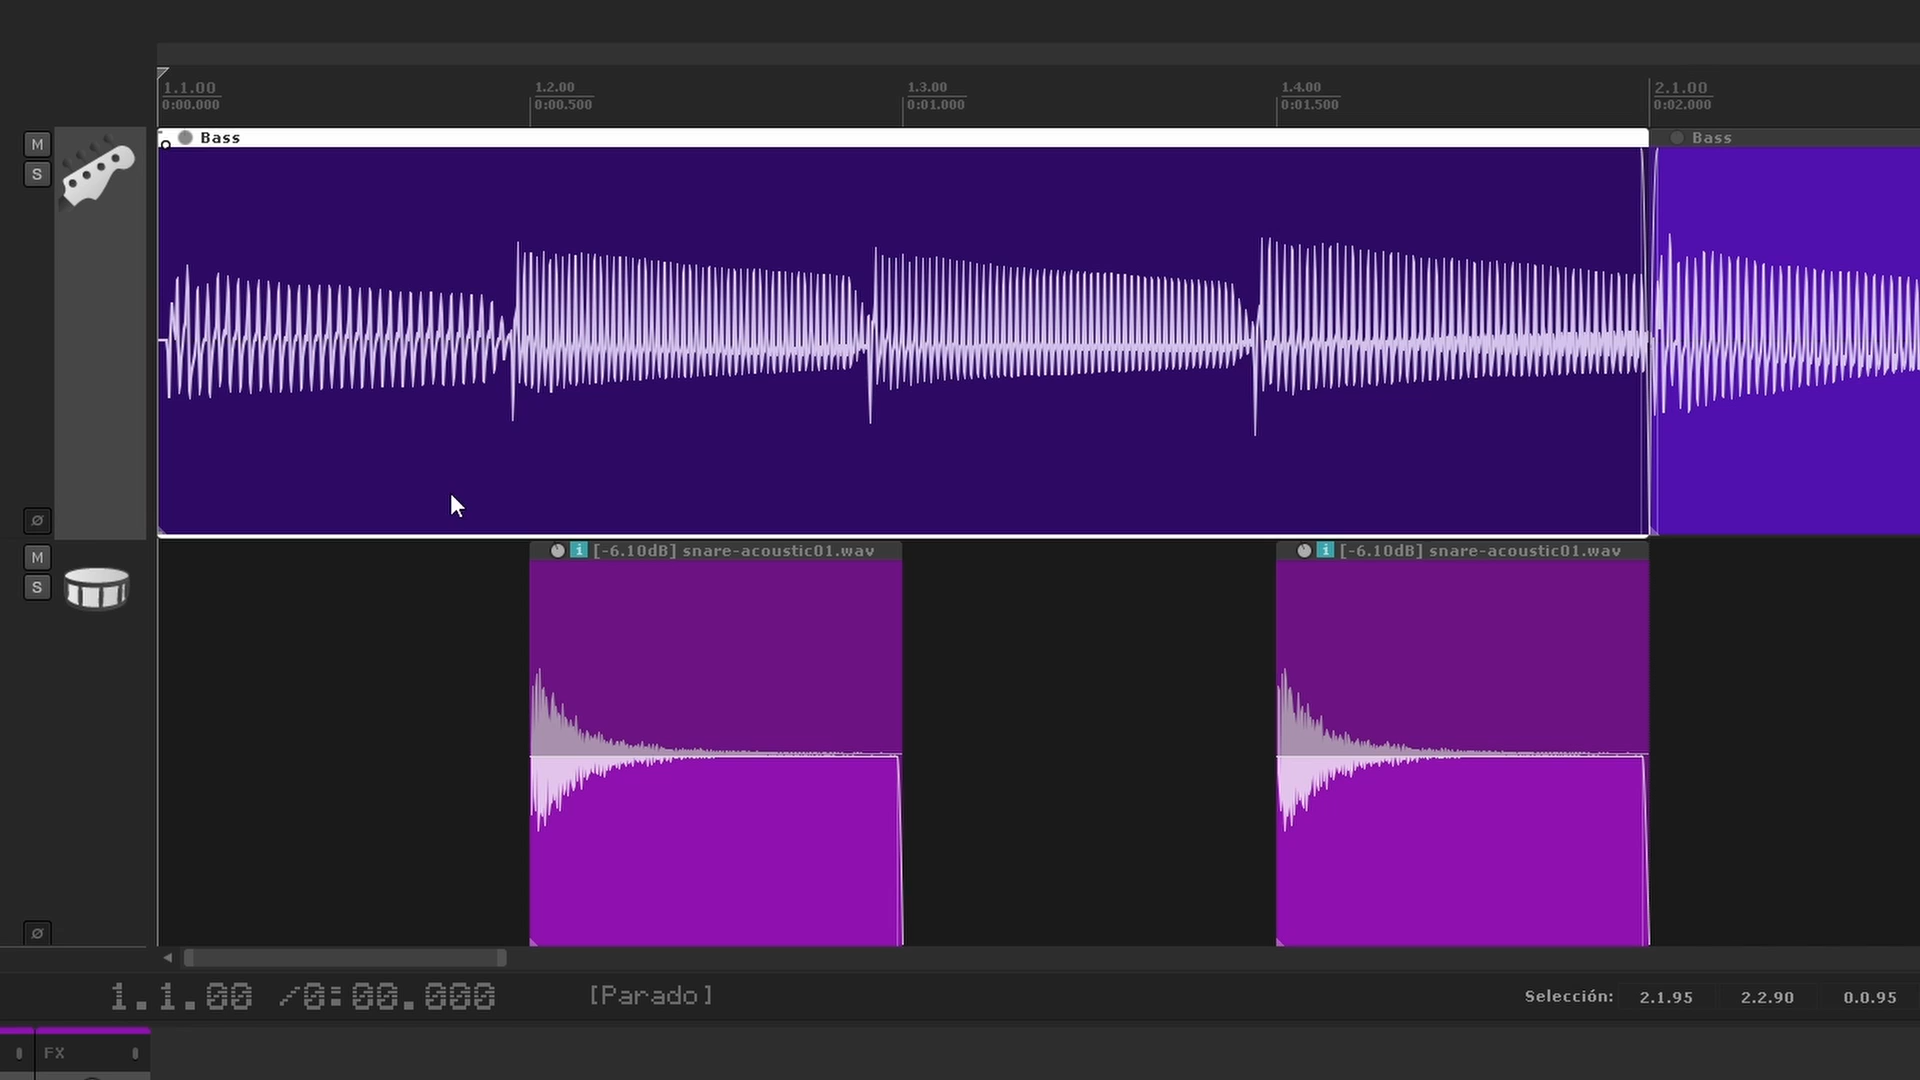 1.1.00 1.2.00 1.3.00 1.4.00 2.1.00
0:00.000 0:00.500 0:01.000 0:01.500 0:02.000
M
S
Bass
Bass
Ø
M
S
[-6.10dB] snare-acoustic01.wav
[-6.10dB] snare-acoustic01.wav
Ø
1.1.00 /0:00.000 [Parado] Selección: 2.1.95 2.2.90 0.0.95
FX